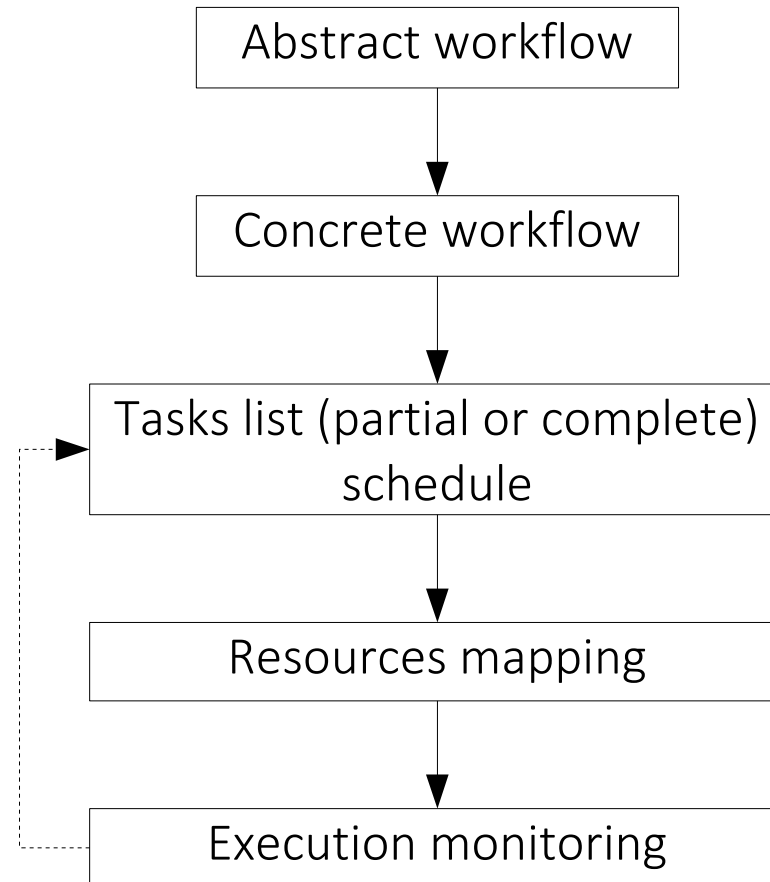 Abstract workflow
Concrete workflow
Tasks list (partial or complete)
schedule
Resources mapping
Execution monitoring